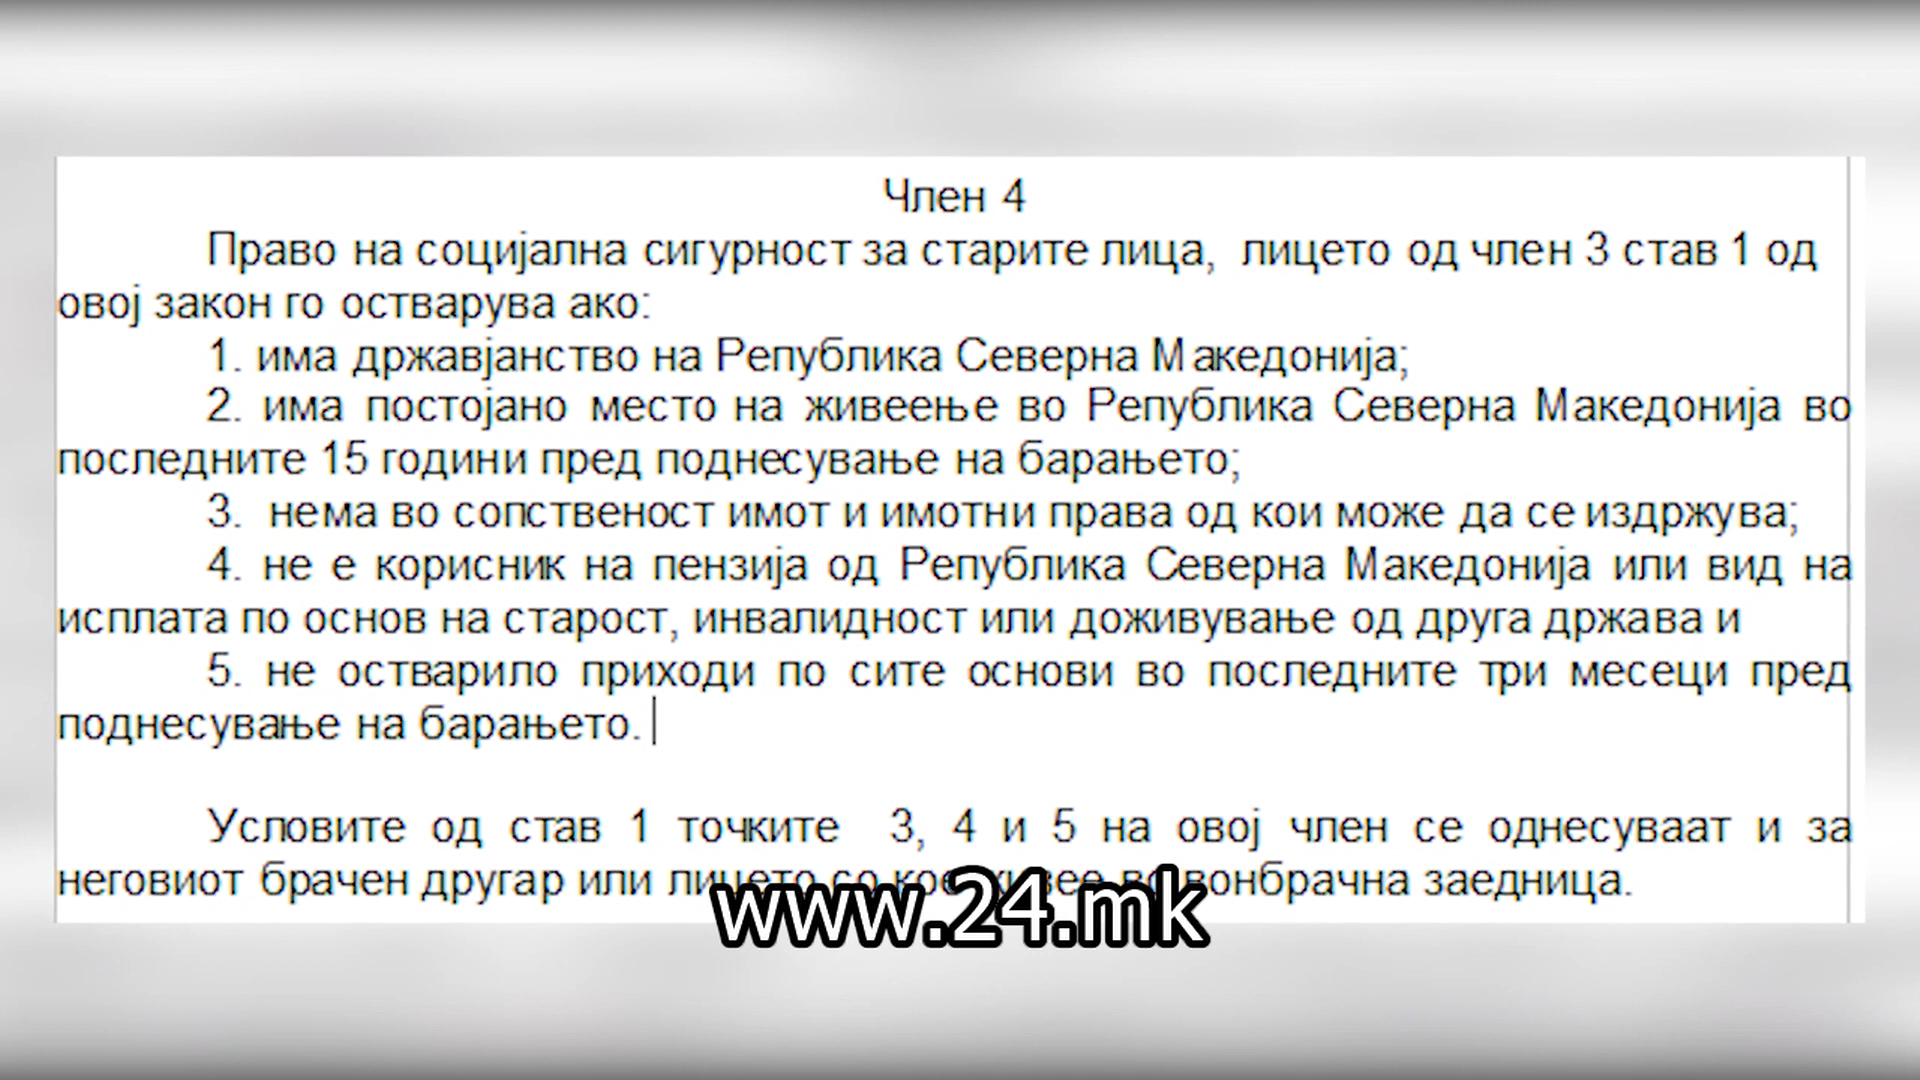 Член 4
Право на социјална сигурност за старите лица, лицето од член 3 став 1 од
овој закон го остварува ако:
1. има државјанство на Република Северна Македонија;
2. има постојано место на живеење во Република Северна Македонија во
последните 15 години пред поднесување на барањето;
3. нема во сопственост имот и имотни права од кои може да се издржува;
4. не е корисник на пензија од Република Северна Македонија или вид на
исплата по основ на старост, инвалидност или доживување од друга држава и
5. не остварило приходи по сите основи во последните три месеци пред
поднесување на барањето.
Условите од став 1 точките 3, 4 и 5 на овој член се однесуваат и за
неговиот брачен другар или лицето со кое живее во вонбрачна заедница.
www.24.mk